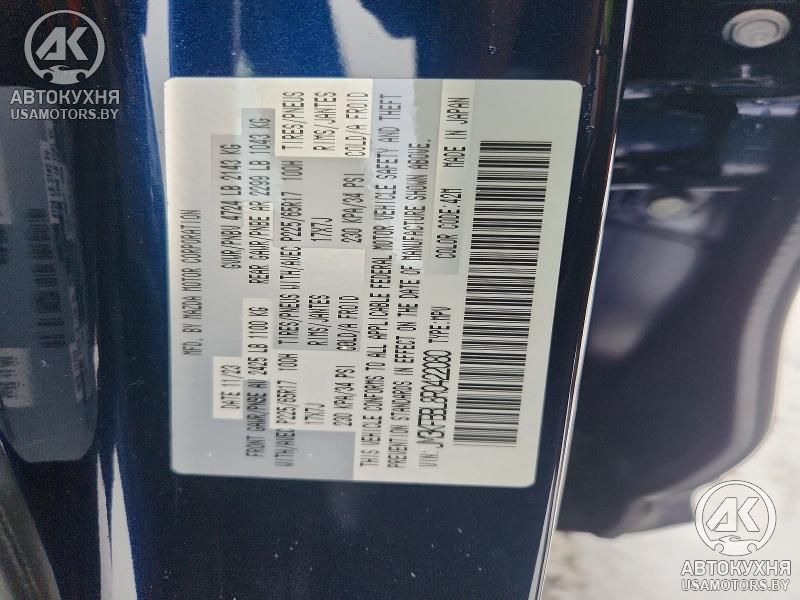 AK
АВТОКУХНЯ
USAMOTORS.BY
MFD. BY MAZDA MOTOR CORPORATION
DATE 11/23 GVWR/PNBV 4724 LB 2143 KG
FRONT GAWR/PNBE AV 2425 LB 1100 KG REAR GAWR/PNBE AR 2299 LB 1043 KG
WITH/AVEC P225/65R17 100H TIRES/PNEUS WITH/AVEC P225/65R17 100H TIRES/PNEUS
17X7J RIMS/JANTES 17X7J RIMS/JANTES
230 KPA/34 PSI COLD/A FROID 230 KPA/34 PSI COLD/A FROID
THIS VEHICLE CONFORMS TO ALL APPLICABLE FEDERAL MOTOR VEHICLE SAFETY AND THEFT
PREVENTION STANDARDS IN EFFECT ON THE DATE OF MANUFACTURE SHOWN ABOVE.
VIN: JM3KFBBL8R0422080 TYPE:MPV COLOR CODE:42M MADE IN JAPAN
AK
АВТОКУХНЯ
USAMOTORS.BY